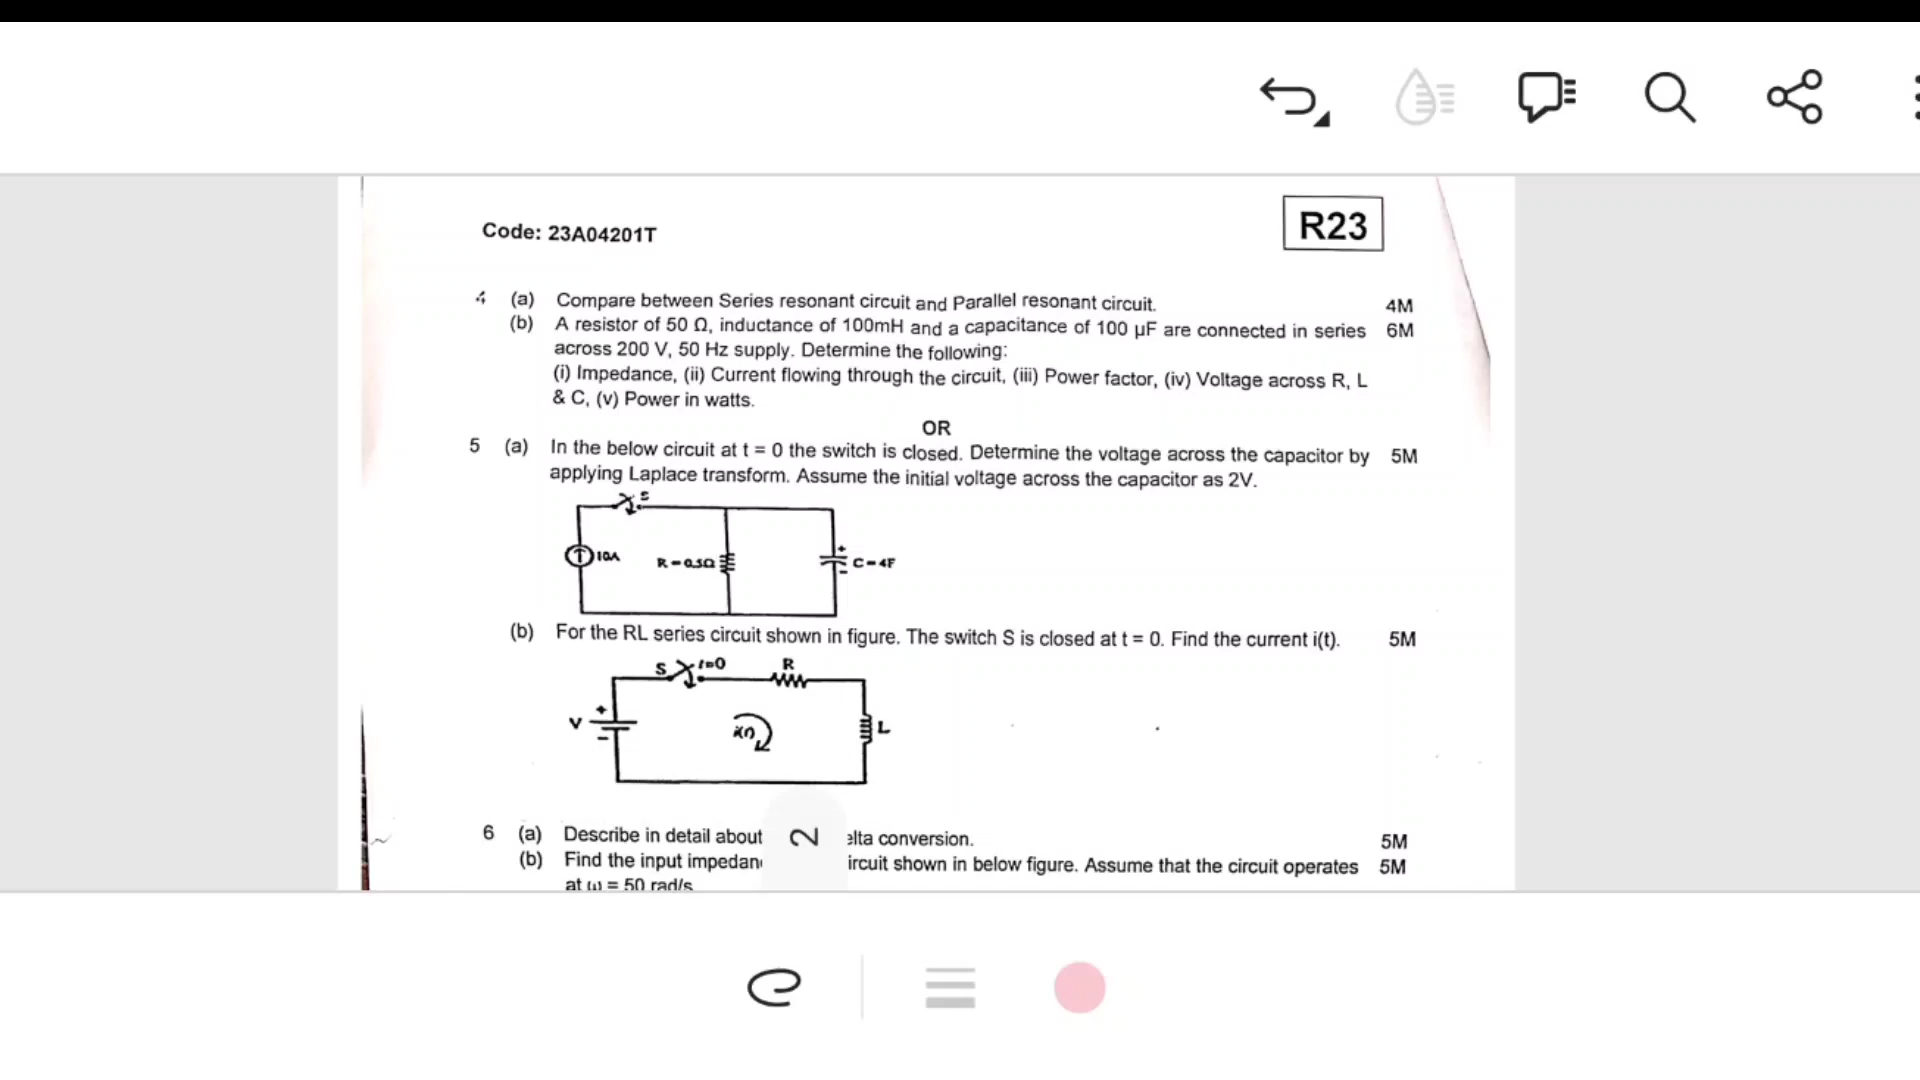 Code: 23A04201T
R23
4 (a) Compare between Series resonant circuit and Parallel resonant circuit. 4M
(b) A resistor of 50 Ω, inductance of 100mH and a capacitance of 100 µF are connected in series 6M
across 200 V, 50 Hz supply. Determine the following:
(i) Impedance, (ii) Current flowing through the circuit, (iii) Power factor, (iv) Voltage across R, L
& C, (v) Power in watts.
OR
5 (a) In the below circuit at t = 0 the switch is closed. Determine the voltage across the capacitor by 5M
applying Laplace transform. Assume the initial voltage across the capacitor as 2V.
S
10A R=0.5Ω + - C=4F
(b) For the RL series circuit shown in figure. The switch S is closed at t = 0. Find the current i(t). 5M
S t=0 R
V + - L
6 (a) Describe in detail about elta conversion. 5M
2
(b) Find the input impedan ircuit shown in below figure. Assume that the circuit operates 5M
at ω = 50 rad/s